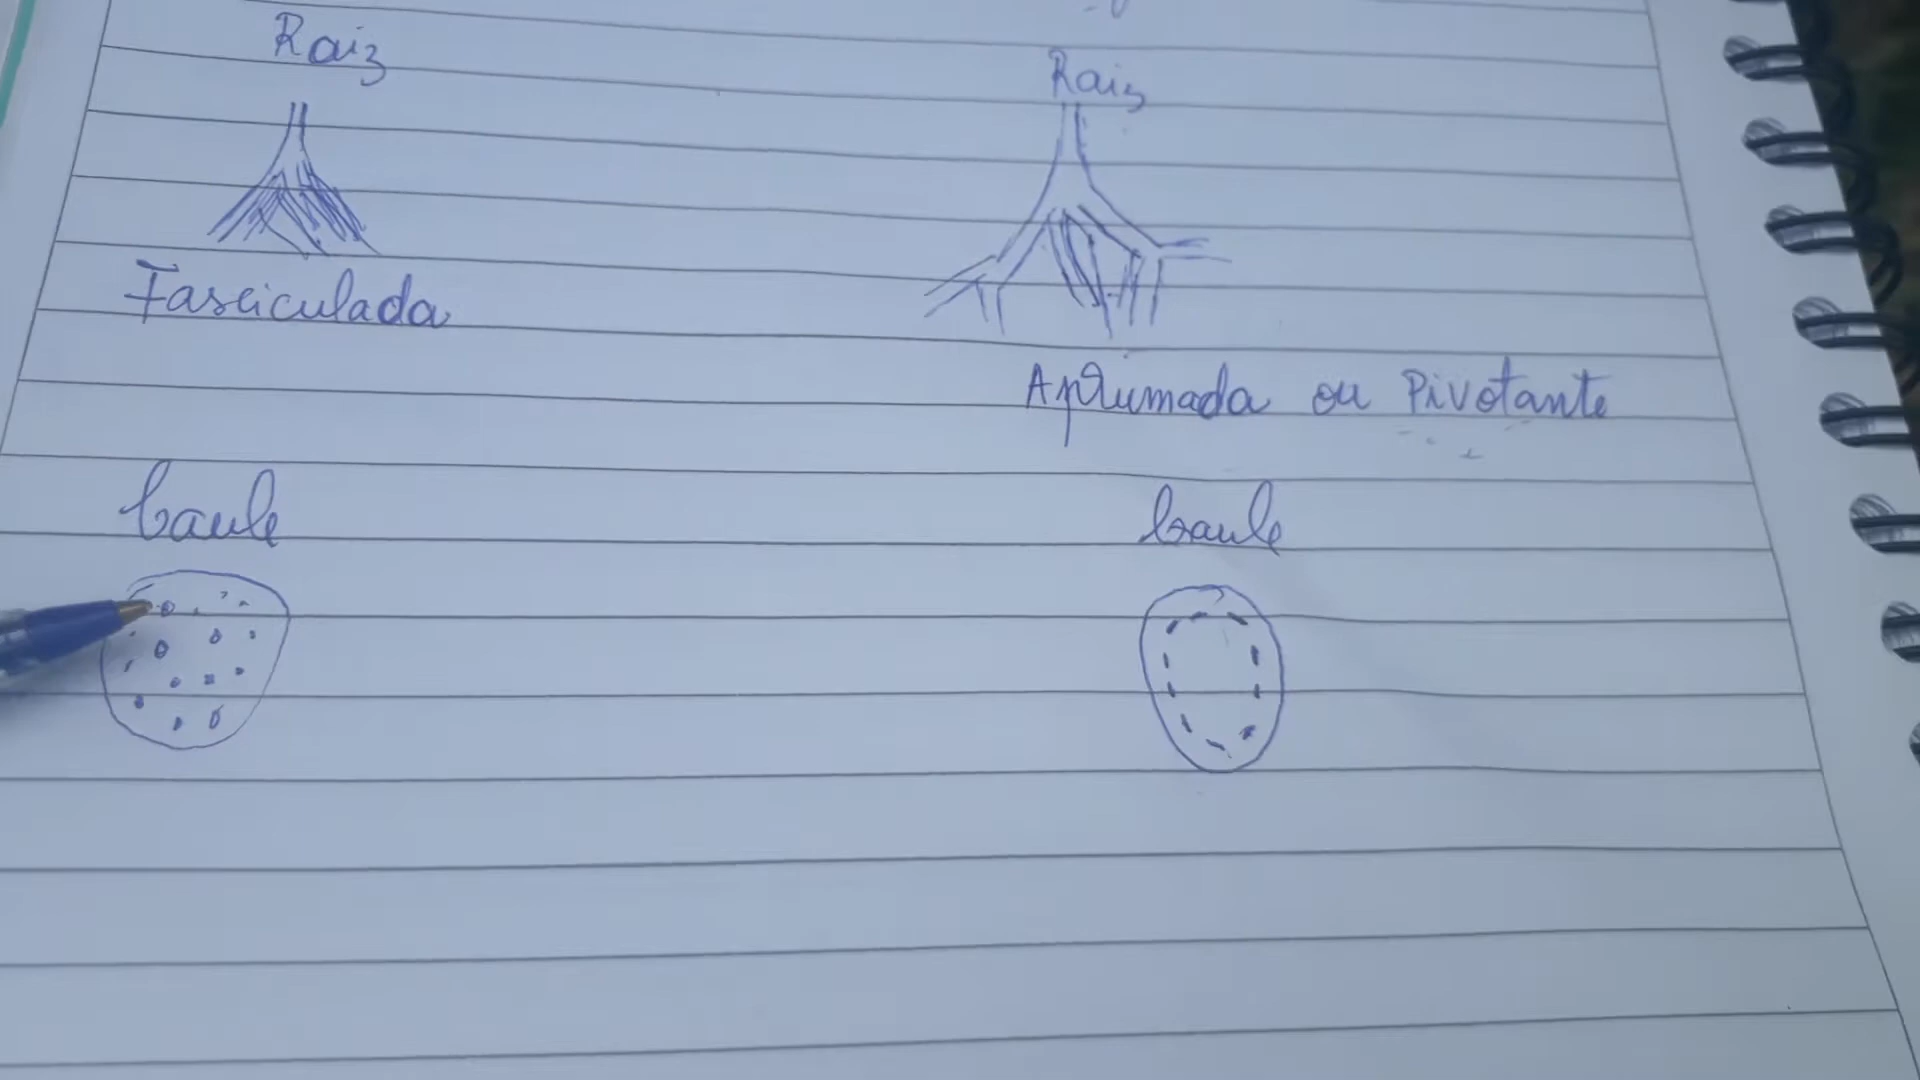 Raiz
Raiz
Fasciculada
Aprumada ou Pivotante
Caule
Caule